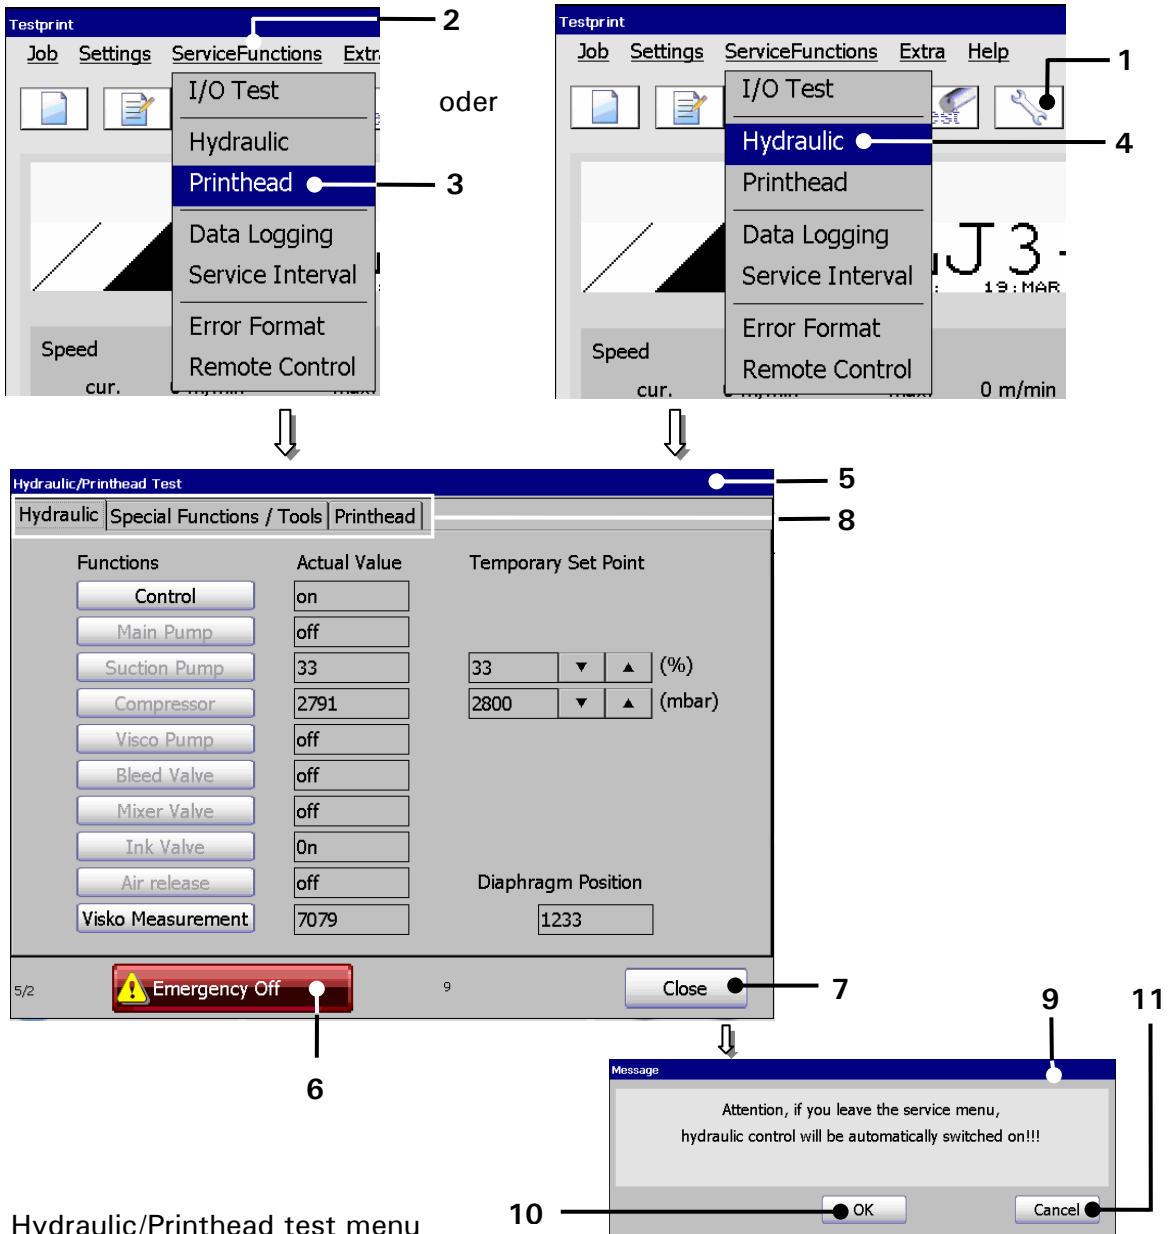 Testprint
2
Job Settings ServiceFunctions Extr
I/O Test
Hydraulic
Printhead
3
Data Logging
Service Interval
Error Format
Remote Control
Speed
cur.
oder
Testprint
Job Settings ServiceFunctions Extra Help
1
I/O Test
Hydraulic
4
Printhead
Data Logging
Service Interval
Error Format
Remote Control
J3-
19:MAR
Speed
cur.
0 m/min
Hydraulic/Printhead Test
5
Hydraulic Special Functions / Tools Printhead
8
Functions Actual Value Temporary Set Point
Control on
Main Pump off
Suction Pump 33 33 ▼ ▲ (%)
Compressor 2791 2800 ▼ ▲ (mbar)
Visco Pump off
Bleed Valve off
Mixer Valve off
Ink Valve 0n
Air release off Diaphragm Position
Visko Measurement 7079 1233
5/2 Emergency Off 9 Close
7
6
9
11
Message
Attention, if you leave the service menu,
hydraulic control will be automatically switched on!!!
10
OK Cancel
Hydraulic/Printhead test menu